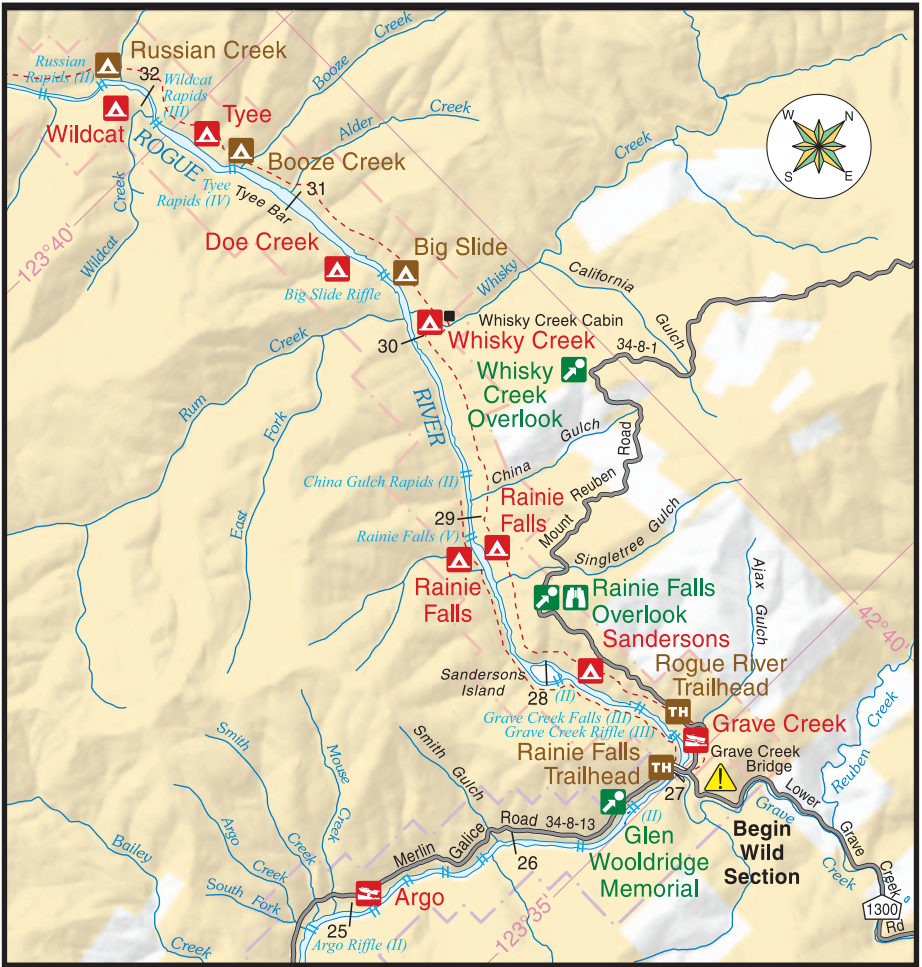 Russian Creek
Russian
Rapids (II)
32
Wildcat
Rapids
(III)
Booze
Creek
Wildcat
Tyee
Alder
Creek
ROGUE
Booze Creek
W
N
S
E
Creek
Tyee
Rapids (IV)
Tyee Bar
31
Creek
Wildcat
123°40'
Doe Creek
Big Slide
Big Slide Riffle
Whisky
California
Gulch
Whisky Creek Cabin
Whisky Creek
30
34-8-1
Creek
Rum
Whisky
Creek
Overlook
RIVER
Fork
East
Gulch
China
Road
Reuben
Mount
China Gulch Rapids (II)
Rainie
Falls
29
Rainie Falls (V)
Singletree Gulch
Rainie
Falls
Ajax
Gulch
Rainie Falls
Overlook
42°40'
Sandersons
Sandersons
Island
28
(II)
Rogue River
Trailhead
TH
Grave Creek Falls (III)
Grave Creek Riffle (III)
Grave Creek
Grave Creek
Bridge
Rainie Falls
Trailhead
TH
27
Creek
Reuben
Lower
Grave
Creek
Rd
1300
Grave
Creek
Begin
Wild
Section
(II)
Glen
Wooldridge
Memorial
Smith
Gulch
Smith
Mouse
Creek
Argo
Creek
Creek
South Fork
Bailey
Creek
Merlin
Galice
Road
34-8-13
26
Argo
25
Argo Riffle (II)
123°35'